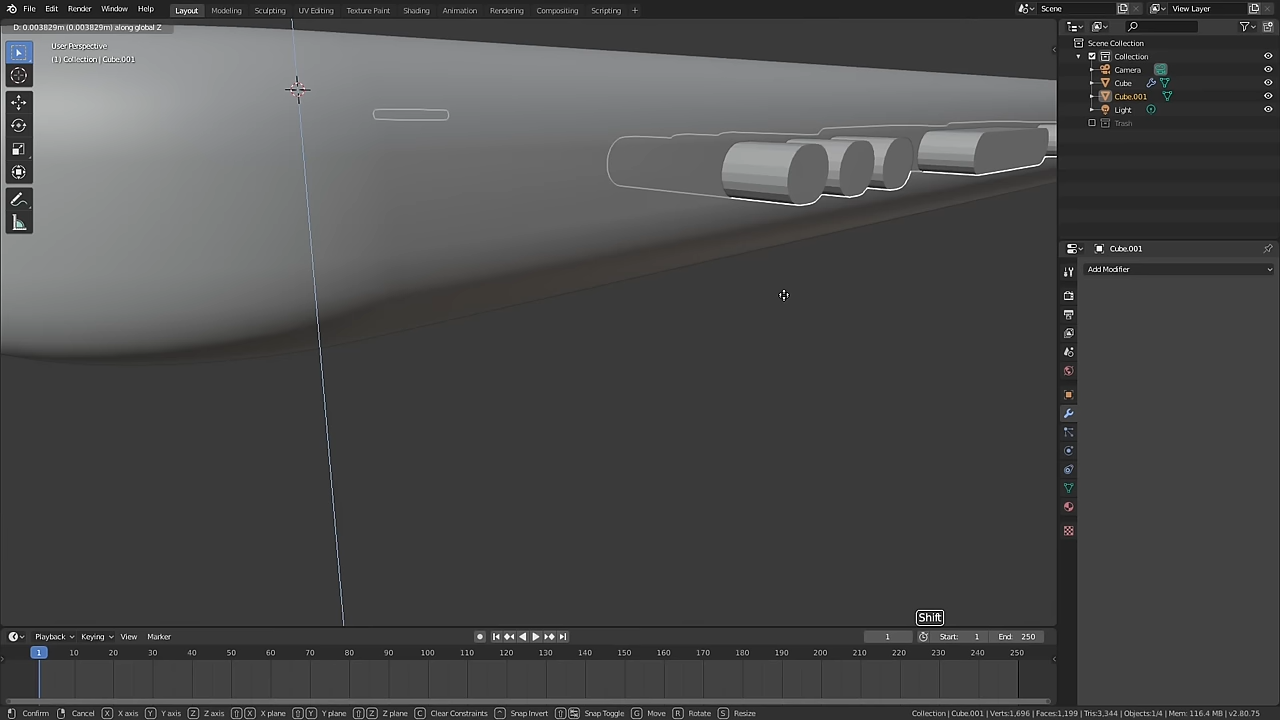 File Edit Render Window Help Layout Modeling Sculpting UV Editing Texture Paint Shading Animation Compositing Rendering Scripting + Scene View Layer
D: 0.003829m (0.003829m) along global Z
User Perspective
(1) Collection | Cube.001
Scene Collection
Collection
Camera
Cube
Cube.001
Light
Trash
Cube.001
Add Modifier
Shift
Playback Keying View Marker 1 Start: 1 End: 250
1 10 20 30 40 50 60 70 80 90 100 110 120 130 140 150 160 170 180 190 200 210 220 230 240 250
Confirm Cancel X X axis Y Y axis Z Z axis X X plane Y Y plane Z Z plane C Clear Constraints Snap Invert Snap Toggle G Move R Rotate S Resize Collection | Cube.001 | Verts:1,696 | Faces:1,199 | Tris:3,344 | Objects:1/4 | Mem: 116.4 MB | v2.80.75